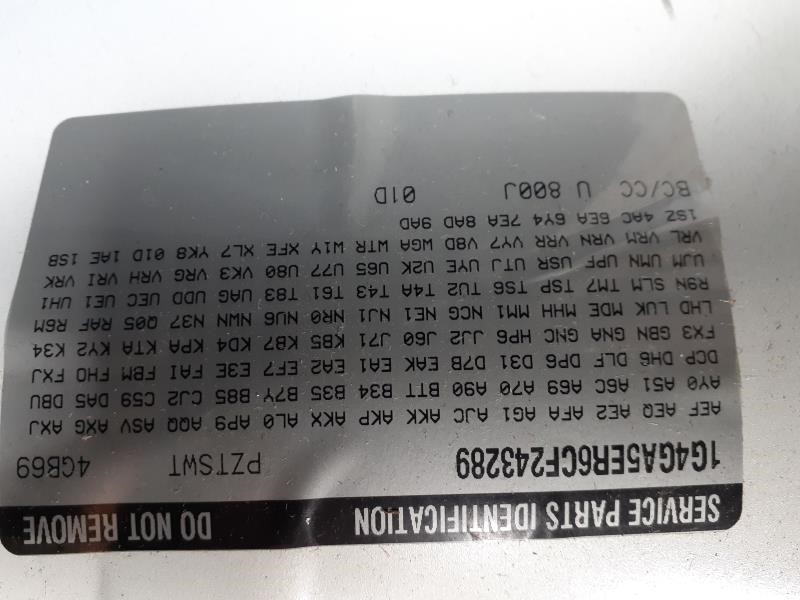 SERVICE PARTS IDENTIFICATION DO NOT REMOVE
1G4GA5ER6CF243289 PZTSWT 4GB69
AEF AEQ AE2 AFA AG1 AJC AKK AKP AKX AL0 AP9 AQQ ASV AXG AXJ
AY0 A51 A6C A69 A70 A90 BTT B34 B35 B7Y B85 CJ2 C59 DA5 DBU
DCP DH6 DLF DP6 D31 D7B EAK EA1 EA2 EF7 E3E FAI FBM FHO FXJ
FX3 GBN GNA GNC HP6 JJ2 J60 J71 KB5 KB7 KD4 KPA KTA KY2 K34
LHD LUK MDE MHH MM1 NCG NE1 NJ1 NR0 NU6 NWN N37 Q05 RAF R6M
R9N SLM TM7 TSP TS6 TU2 T4A T43 T61 T83 UAG UDD UEC UE1 UH1
UJM UMN UPF USR UTJ UYE U2K U65 U77 U80 VK3 VRG VRH VRI VRK
VRL VRM VRN VRR VY7 V8D WGA WTR W1Y XFE XL7 YK8 01D 1AE 1SB
1SZ 4AC 6EA 6Y4 7EA 8AD 9AD
BC/CC U 800J 01D